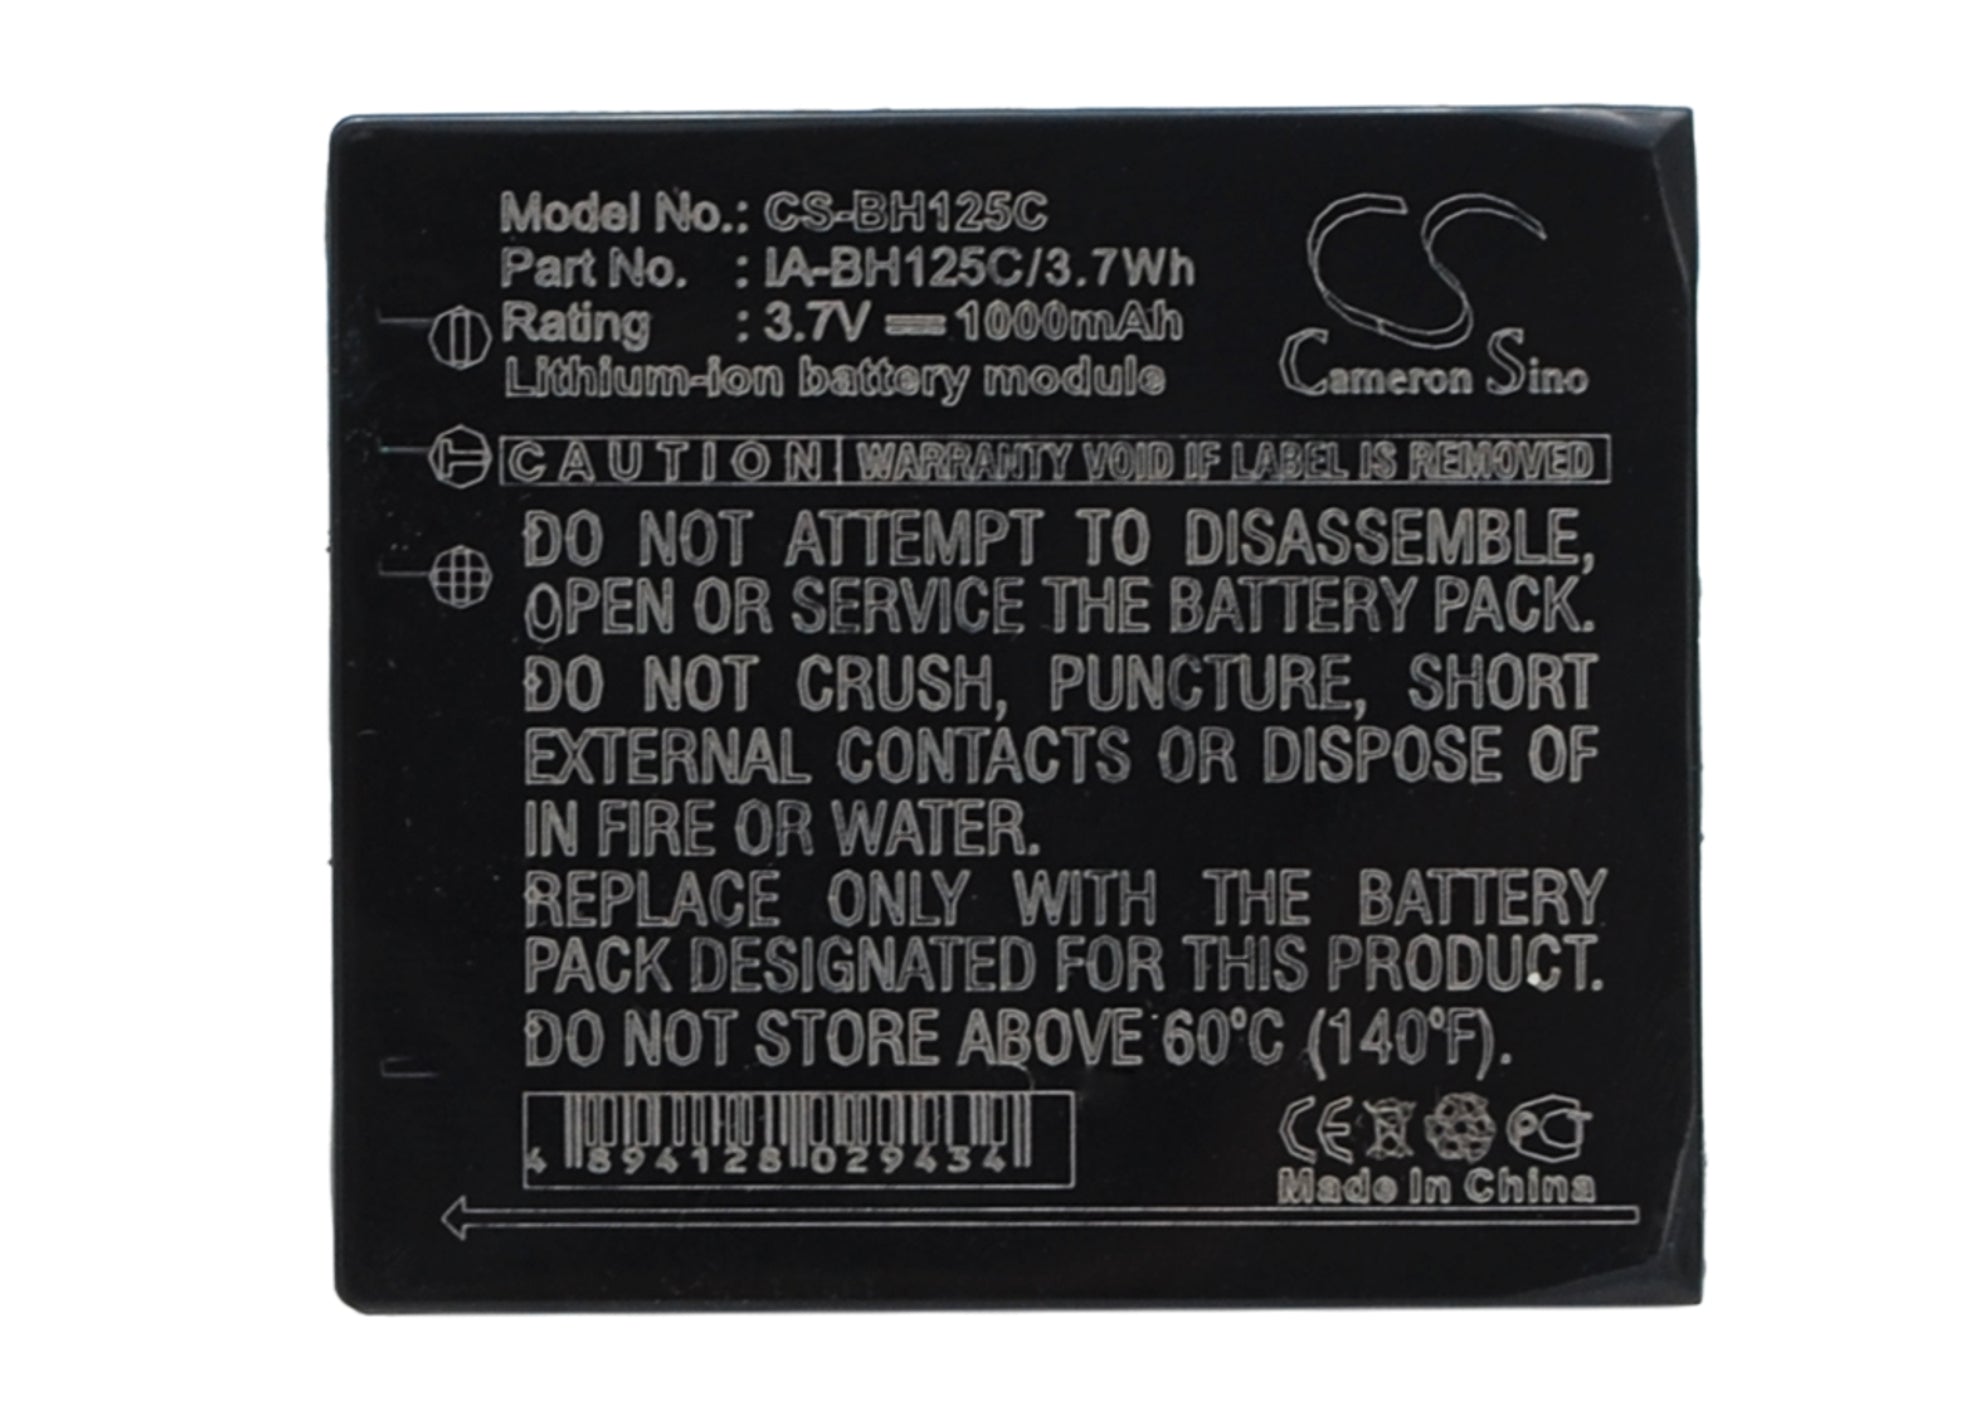 Model No.: CS-BH125C
Part No. : IA-BH125C/3.7Wh
Rating : 3.7V 1000mAh
Lithium-ion battery module
CS
Cameron Sino
CAUTION WARRANTY VOID IF LABEL IS REMOVED
DO NOT ATTEMPT TO DISASSEMBLE,
OPEN OR SERVICE THE BATTERY PACK.
DO NOT CRUSH, PUNCTURE, SHORT
EXTERNAL CONTACTS OR DISPOSE OF
IN FIRE OR WATER.
REPLACE ONLY WITH THE BATTERY
PACK DESIGNATED FOR THIS PRODUCT.
DO NOT STORE ABOVE 60°C (140°F).
4 894128 029434
CE PCT
Made In China